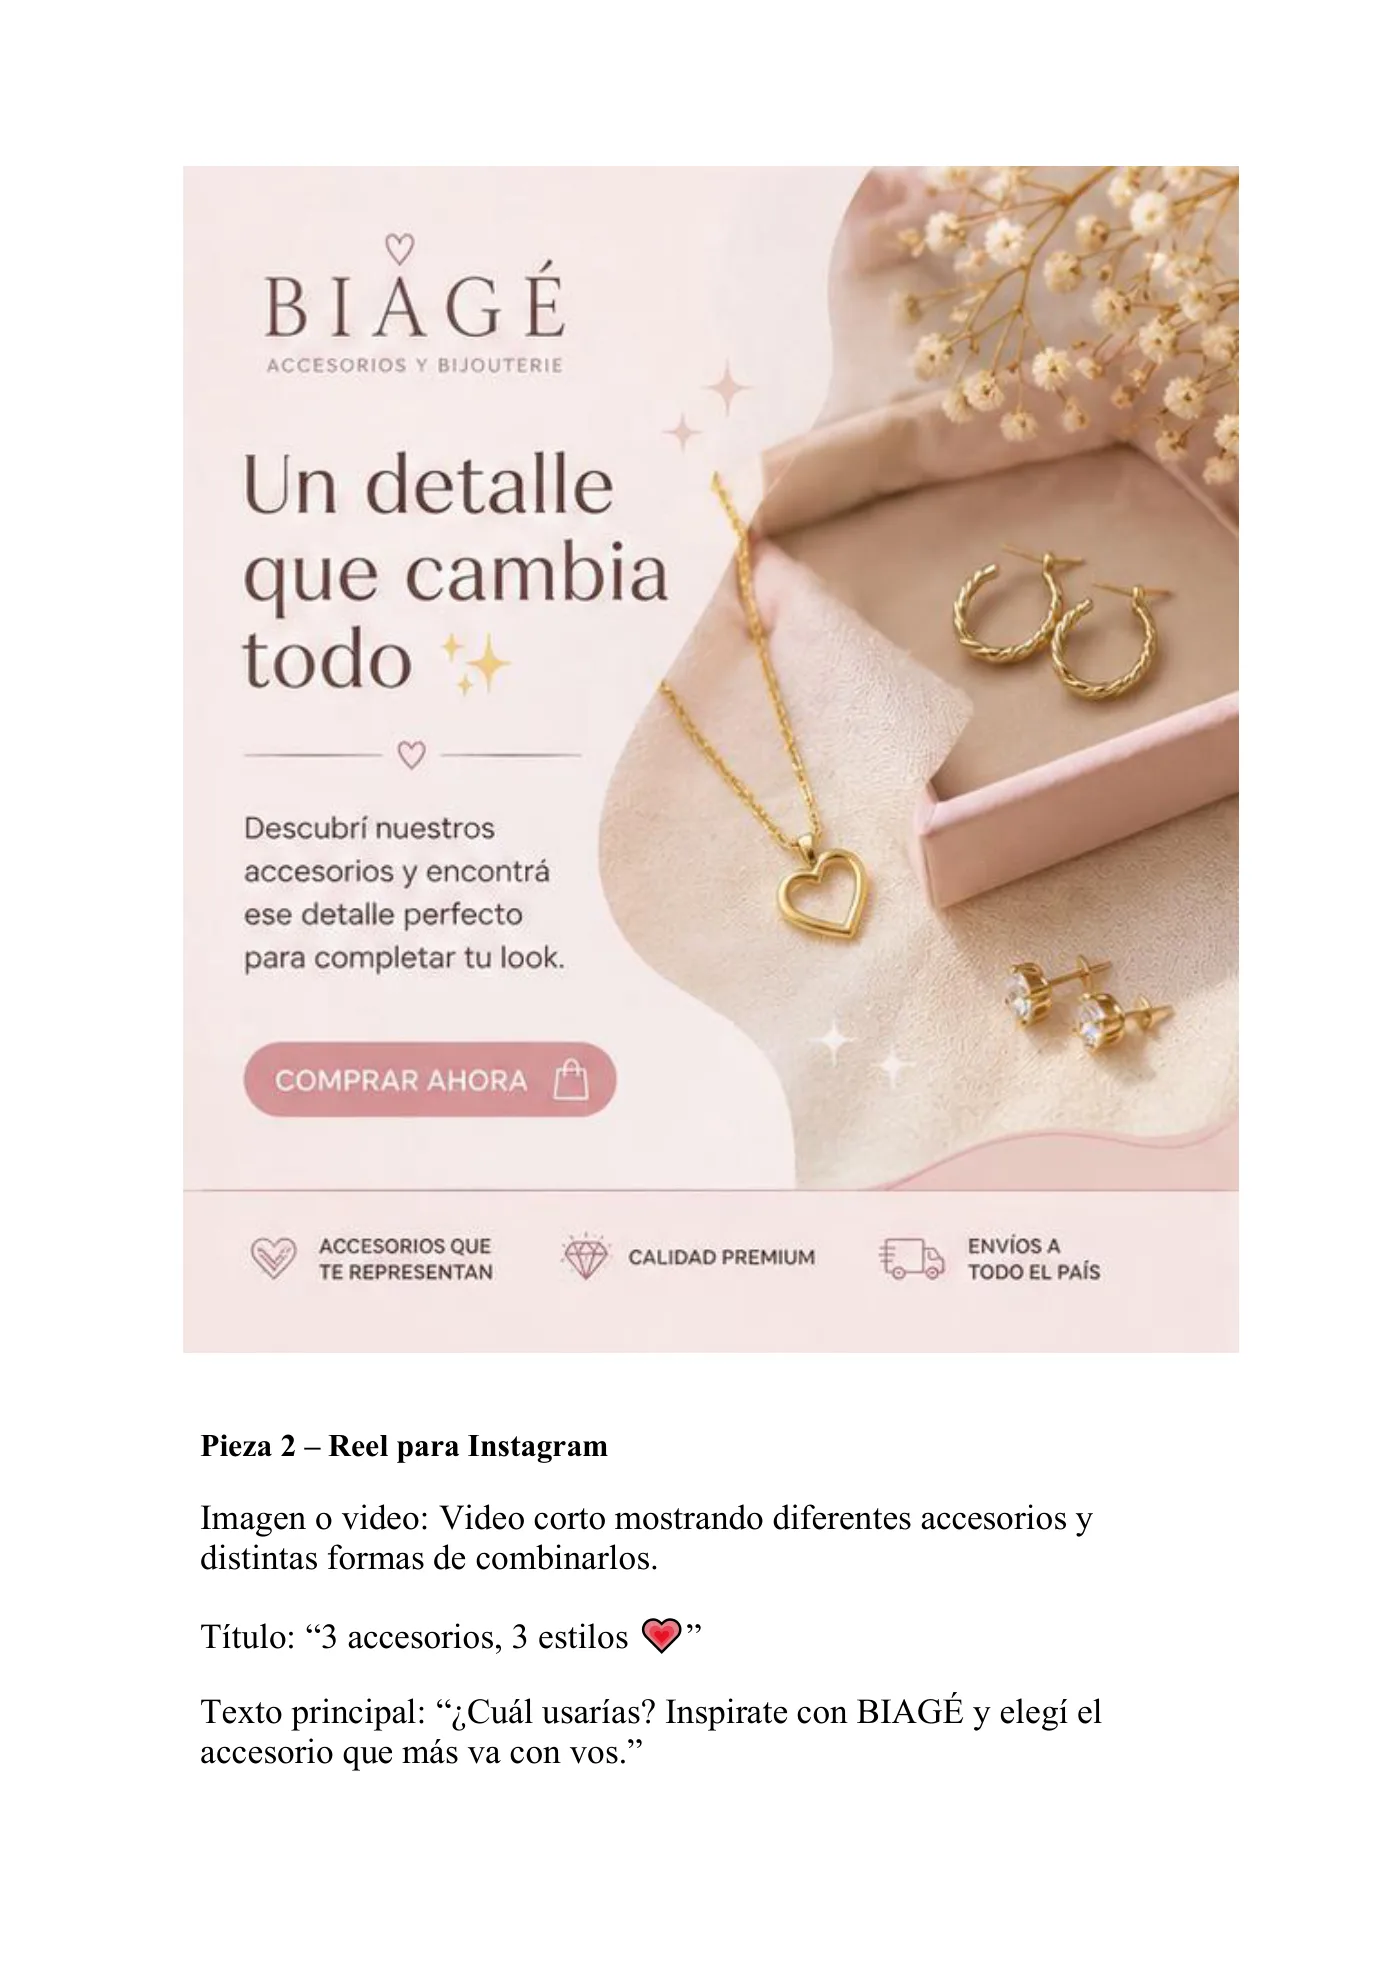 BIAGÉ
ACCESORIOS Y BIJOUTERIE
Un detalle
que cambia
todo ✨
Descubrí nuestros
accesorios y encontrá
ese detalle perfecto
para completar tu look.
COMPRAR AHORA
ACCESORIOS QUE
TE REPRESENTAN
CALIDAD PREMIUM
ENVÍOS A
TODO EL PAÍS
Pieza 2 – Reel para Instagram
Imagen o video: Video corto mostrando diferentes accesorios y
distintas formas de combinarlos.
Título: “3 accesorios, 3 estilos 💗”
Texto principal: “¿Cuál usarías? Inspirate con BIAGÉ y elegí el
accesorio que más va con vos.”